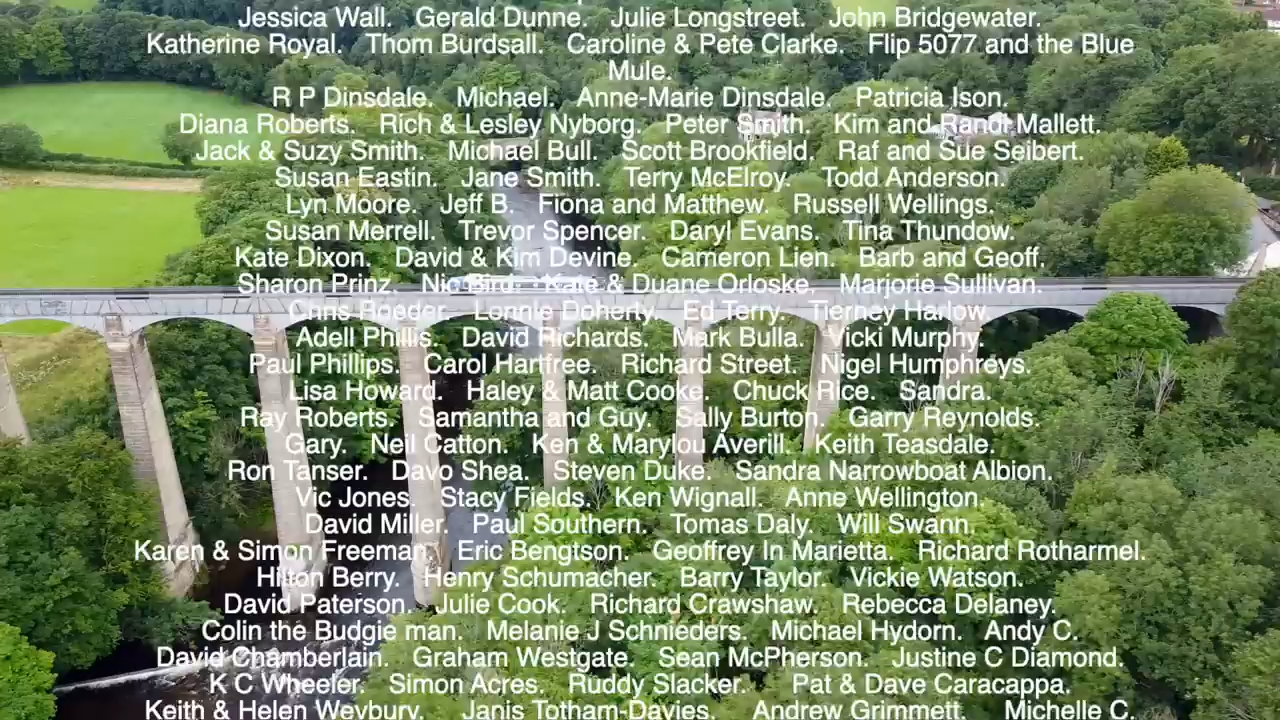 Jessica Wall. Gerald Dunne. Julie Longstreet. John Bridgewater.
Katherine Royal. Thom Burdsall. Caroline & Pete Clarke. Flip 5077 and the Blue
Mule.
R P Dinsdale. Michael. Anne-Marie Dinsdale. Patricia Ison.
Diana Roberts. Rich & Lesley Nyborg. Peter Smith. Kim and Randi Mallett.
Jack & Suzy Smith. Michael Bull. Scott Brookfield. Raf and Sue Seibert.
Susan Eastin. Jane Smith. Terry McElroy. Todd Anderson.
Lyn Moore. Jeff B. Fiona and Matthew. Russell Wellings.
Susan Merrell. Trevor Spencer. Daryl Evans. Tina Thundow.
Kate Dixon. David & Kim Devine. Cameron Lien. Barb and Geoff.
Sharon Prinz. Nic Bird. Kate & Duane Orloske, Marjorie Sullivan.
Chris Roeder. Lonnie Doherty. Ed Terry. Tierney Harlow.
Adell Phillis. David Richards. Mark Bulla. Vicki Murphy.
Paul Phillips. Carol Hartfree. Richard Street. Nigel Humphreys.
Lisa Howard. Haley & Matt Cooke. Chuck Rice. Sandra.
Ray Roberts. Samantha and Guy. Sally Burton. Garry Reynolds.
Gary. Neil Catton. Ken & Marylou Averill. Keith Teasdale.
Ron Tanser. Davo Shea. Steven Duke. Sandra Narrowboat Albion.
Vic Jones. Stacy Fields. Ken Wignall. Anne Wellington.
David Miller. Paul Southern. Tomas Daly. Will Swann.
Karen & Simon Freeman. Eric Bengtson. Geoffrey In Marietta. Richard Rotharmel.
Hilton Berry. Henry Schumacher. Barry Taylor. Vickie Watson.
David Paterson. Julie Cook. Richard Crawshaw. Rebecca Delaney.
Colin the Budgie man. Melanie J Schnieders. Michael Hydorn. Andy C.
David Chamberlain. Graham Westgate. Sean McPherson. Justine C Diamond.
K C Wheeler. Simon Acres. Ruddy Slacker. Pat & Dave Caracappa.
Keith & Helen Weybury. Janis Totham-Davies. Andrew Grimmett. Michelle C.